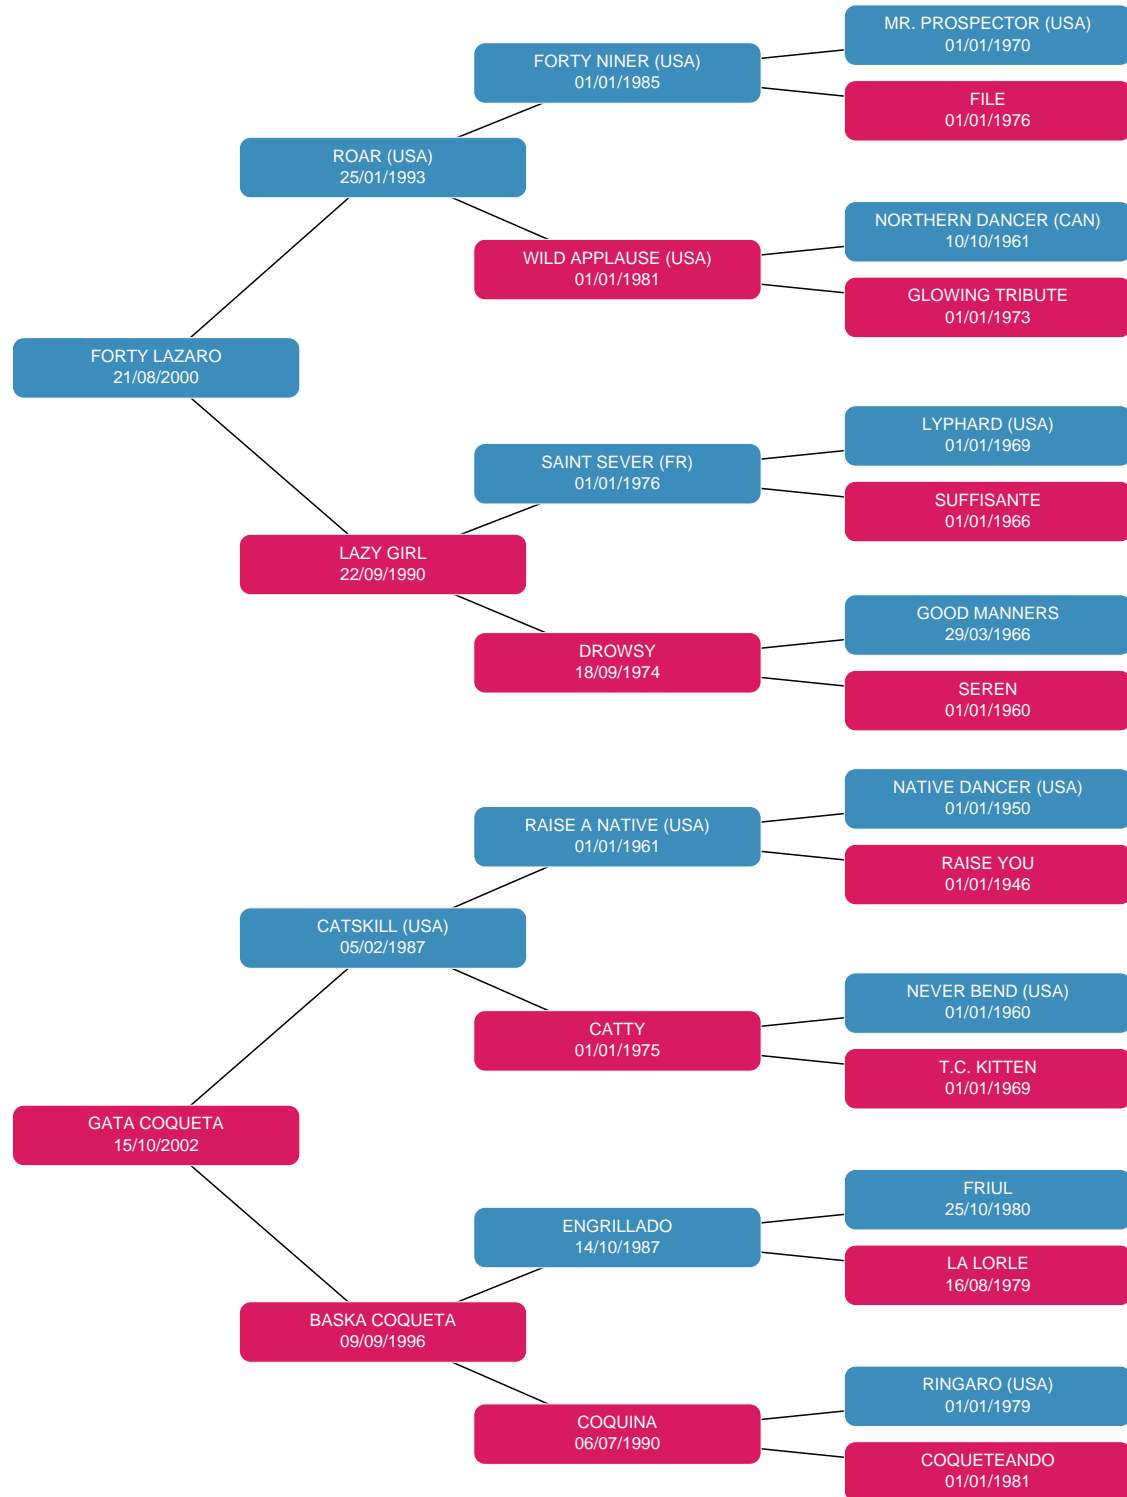 MR. PROSPECTOR (USA)
01/01/1970
FORTY NINER (USA)
01/01/1985
FILE
01/01/1976
ROAR (USA)
25/01/1993
NORTHERN DANCER (CAN)
10/10/1961
WILD APPLAUSE (USA)
01/01/1981
GLOWING TRIBUTE
01/01/1973
FORTY LAZARO
21/08/2000
LYPHARD (USA)
01/01/1969
SAINT SEVER (FR)
01/01/1976
SUFFISANTE
01/01/1966
LAZY GIRL
22/09/1990
GOOD MANNERS
29/03/1966
DROWSY
18/09/1974
SEREN
01/01/1960
NATIVE DANCER (USA)
01/01/1950
RAISE A NATIVE (USA)
01/01/1961
RAISE YOU
01/01/1946
CATSKILL (USA)
05/02/1987
NEVER BEND (USA)
01/01/1960
CATTY
01/01/1975
T.C. KITTEN
01/01/1969
GATA COQUETA
15/10/2002
FRIUL
25/10/1980
ENGRILLADO
14/10/1987
LA LORLE
16/08/1979
BASKA COQUETA
09/09/1996
RINGARO (USA)
01/01/1979
COQUINA
06/07/1990
COQUETEANDO
01/01/1981